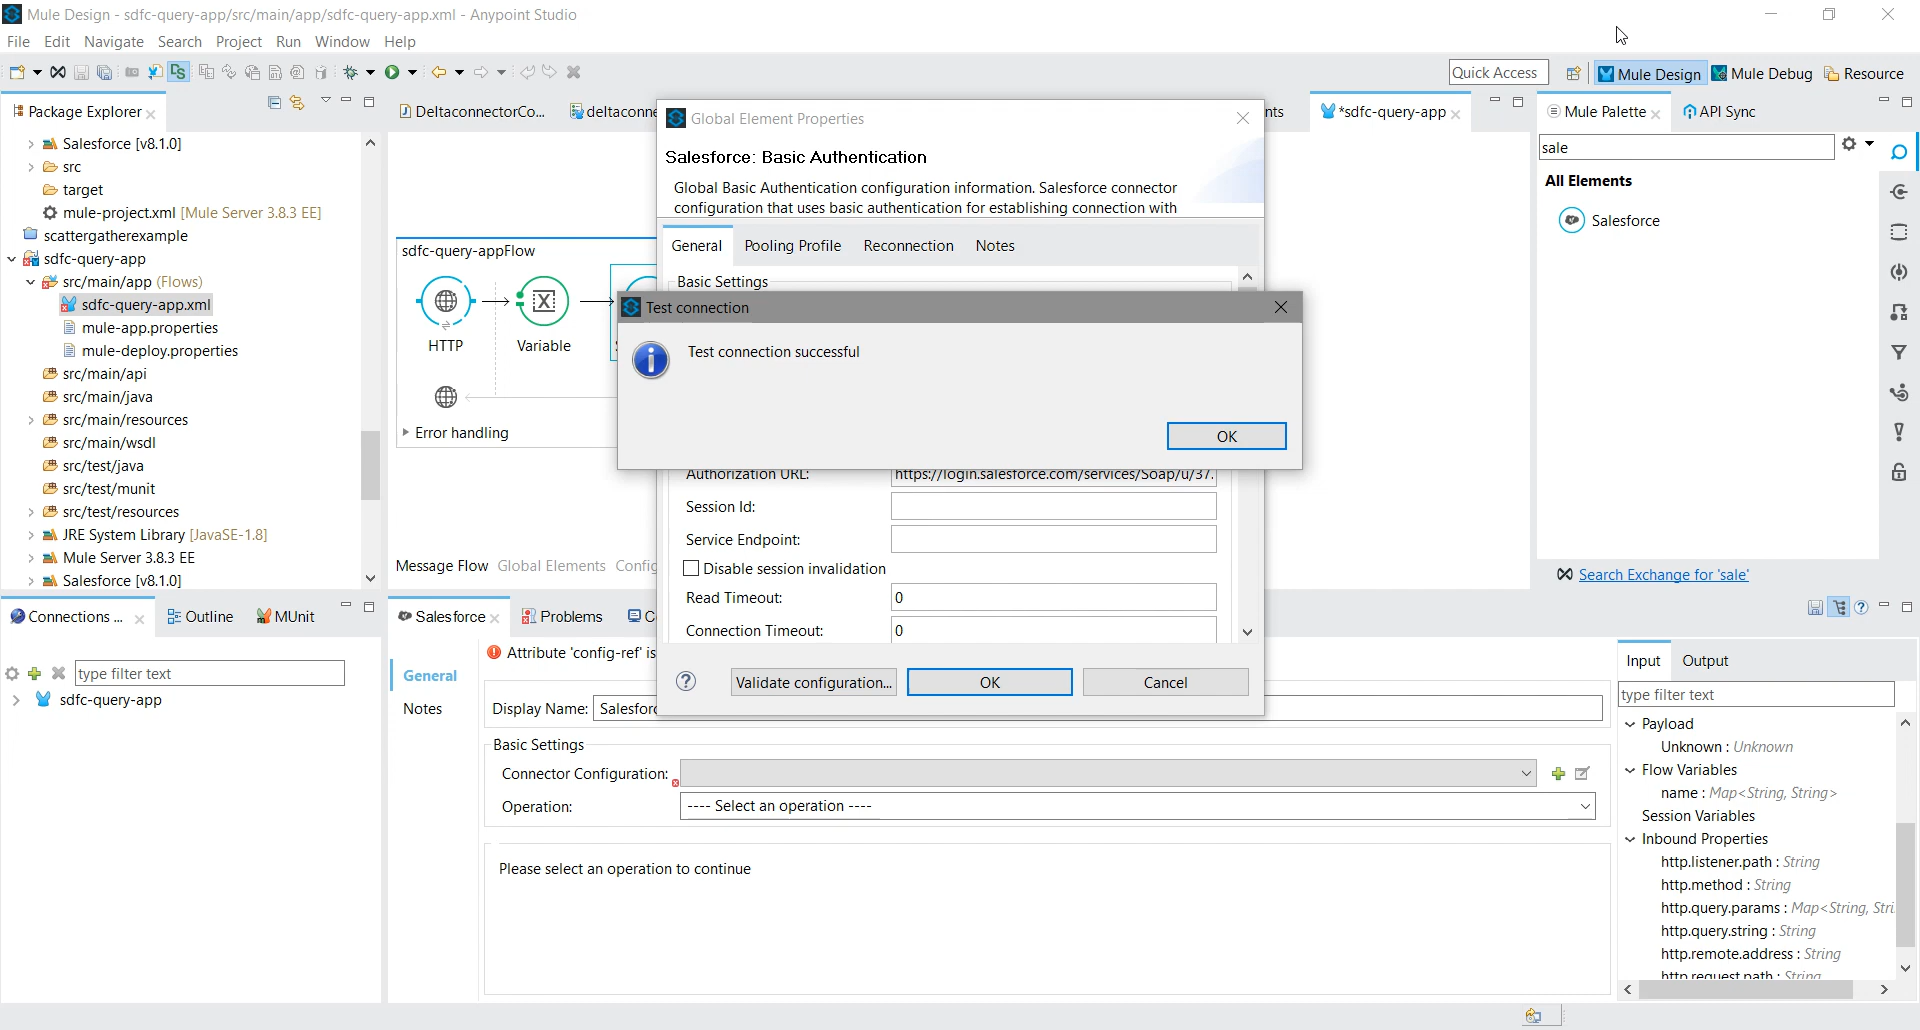 Mule Design - sdfc-query-app/src/main/app/sdfc-query-app.xml - Anypoint Studio
File Edit Navigate Search Project Run Window Help
Quick Access
Mule Design
Mule Debug
Resource
Package Explorer
Salesforce [v8.1.0]
src
target
mule-project.xml [Mule Server 3.8.3 EE]
scattergatherexample
sdfc-query-app
src/main/app (Flows)
sdfc-query-app.xml
mule-app.properties
mule-deploy.properties
src/main/api
src/main/java
src/main/resources
src/main/wsdl
src/test/java
src/test/munit
src/test/resources
JRE System Library [JavaSE-1.8]
Mule Server 3.8.3 EE
Salesforce [v8.1.0]
DeltaconnectorCo...
deltaconne
nts
*sdfc-query-app
sdfc-query-appFlow
HTTP
Variable
Error handling
Message Flow Global Elements Config
Global Element Properties
Salesforce: Basic Authentication
Global Basic Authentication configuration information. Salesforce connector
configuration that uses basic authentication for establishing connection with
General Pooling Profile Reconnection Notes
Basic Settings
Test connection
Test connection successful
OK
Authorization URL: https://login.salesforce.com/services/Soap/u/37.
Session Id:
Service Endpoint:
Disable session invalidation
Read Timeout: 0
Connection Timeout: 0
Validate configuration...
OK
Cancel
Mule Palette
API Sync
sale
All Elements
Salesforce
Search Exchange for 'sale'
Connections ...
Outline
MUnit
type filter text
sdfc-query-app
Salesforce
Problems
C
Attribute 'config-ref' is
General
Notes
Display Name: Salesforc
Basic Settings
Connector Configuration:
Operation: ---- Select an operation ----
Please select an operation to continue
Input
Output
type filter text
Payload
Unknown : Unknown
Flow Variables
name : Map<String, String>
Session Variables
Inbound Properties
http.listener.path : String
http.method : String
http.query.params : Map<String, Stri
http.query.string : String
http.remote.address : String
http.request.path : String